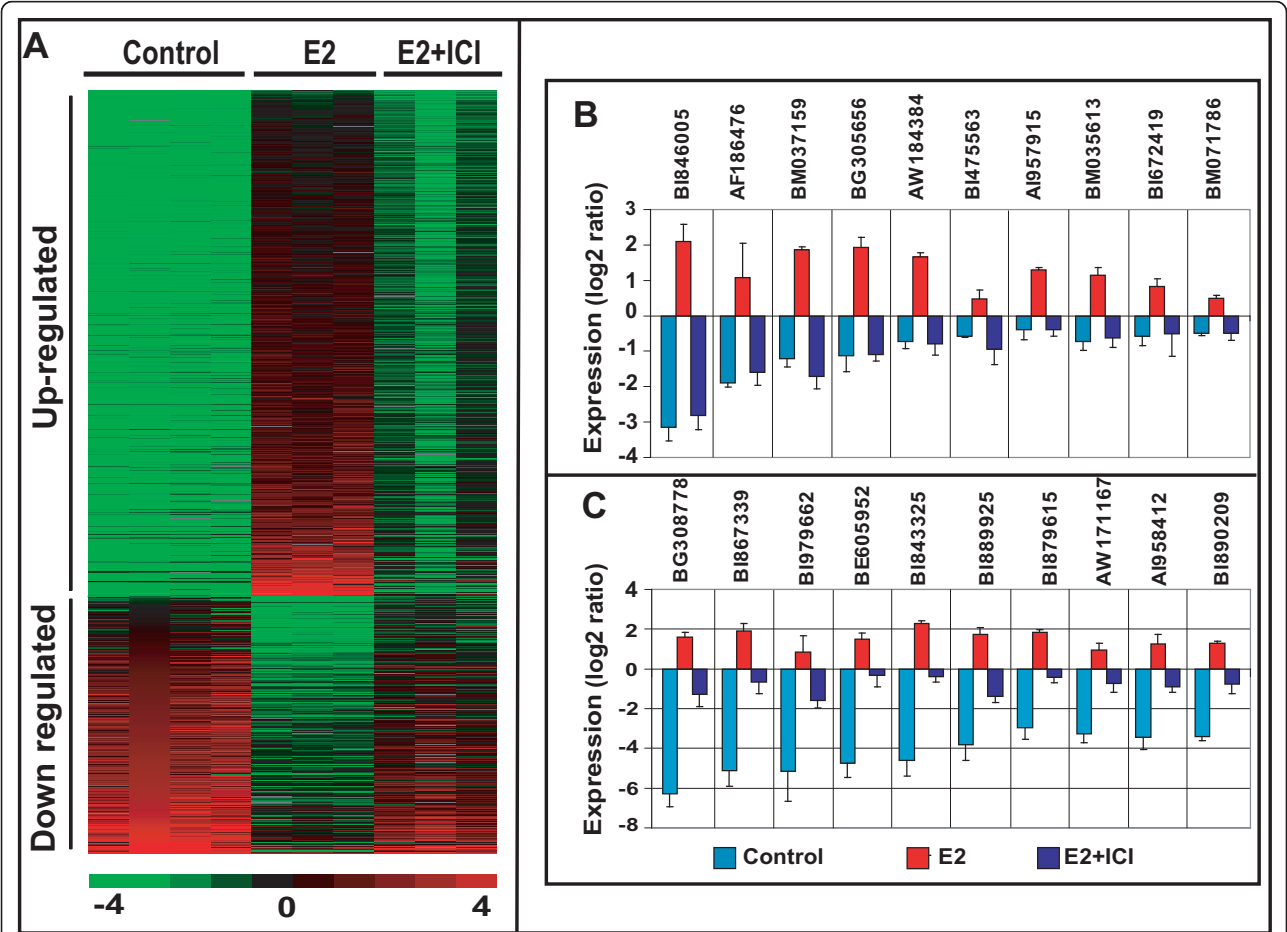 A
Control E2 E2+ICI
Up-regulated
Down regulated
-4 0 4
B
BI846005
AF186476
BM037159
BG305656
AW184384
BI475563
AI957915
BM035613
BI672419
BM071786
Expression (log2 ratio)
3
2
1
0
-1
-2
-3
-4
C
BG308778
BI867339
BI979662
BE605952
BI843325
BI889925
BI879615
AW171167
AI958412
BI890209
Expression (log2 ratio)
4
2
0
-2
-4
-6
-8
Control E2 E2+ICI